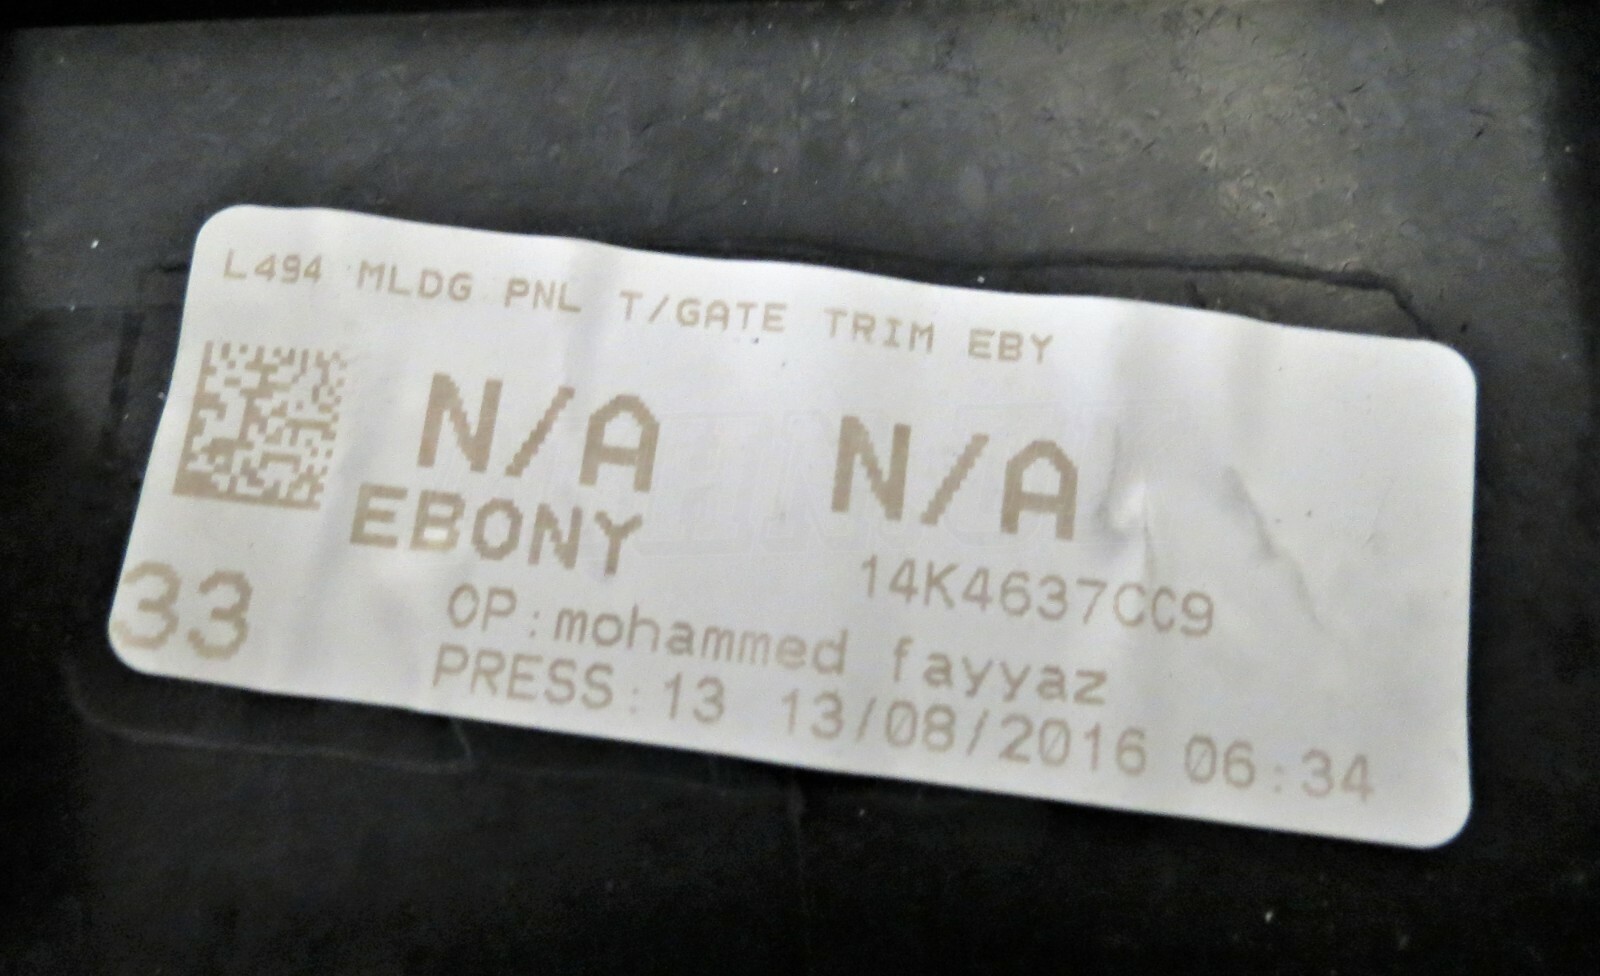 L494 MLDG PNL T/GATE TRIM EBY
N/A N/A
EBONY
14K4637CC9
33
OP:mohammed fayyaz
PRESS:13 13/08/2016 06:34